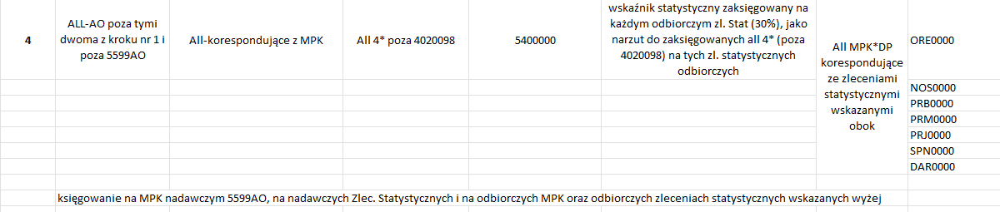 wskaźnik statystyczny zaksięgowany na
każdym odbiorczym zl. Stat (30%), jako
narzut do zaksięgowanych all 4* (poza
4020098) na tych zl. statystycznych
odbiorczych
4
ALL-AO poza tymi
dwoma z kroku nr 1 i
poza 5599AO
All-korespondujące z MPK
All 4* poza 4020098
5400000
All MPK*DP
korespondujące
ze zleceniami
statystycznymi
wskazanymi
obok
ORE0000
NOS0000
PRB0000
PRM0000
PRJ0000
SPN0000
DAR0000
księgowanie na MPK nadawczym 5599AO, na nadawczych Zlec. Statystycznych i na odbiorczych MPK oraz odbiorczych zleceniach statystycznych wskazanych wyżej